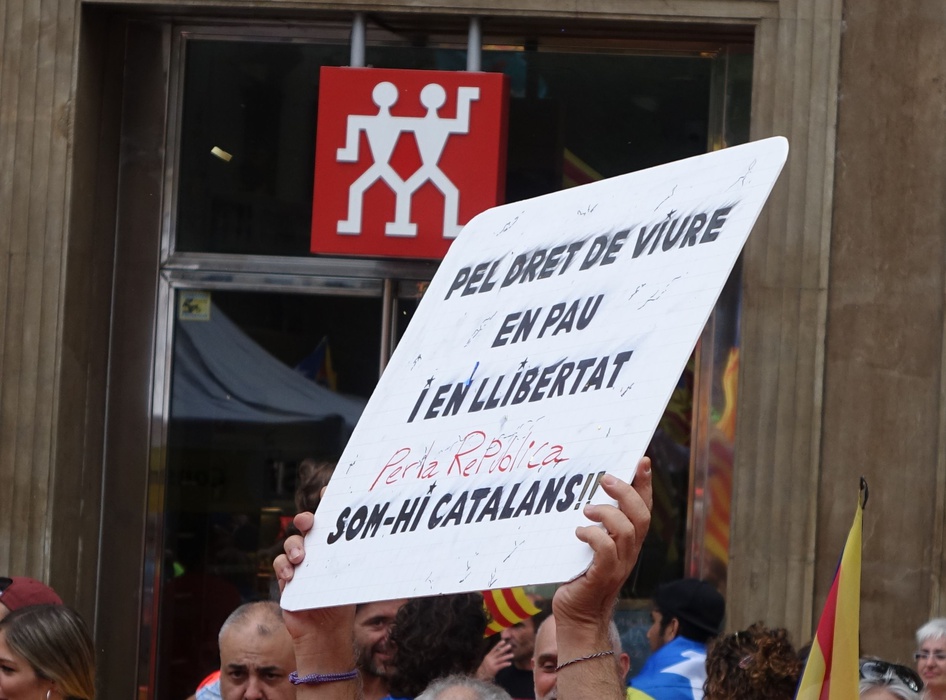 PEL DRET DE VIURE
EN PAU
I EN LLIBERTAT
Per la República
SOM-HI CATALANS!!